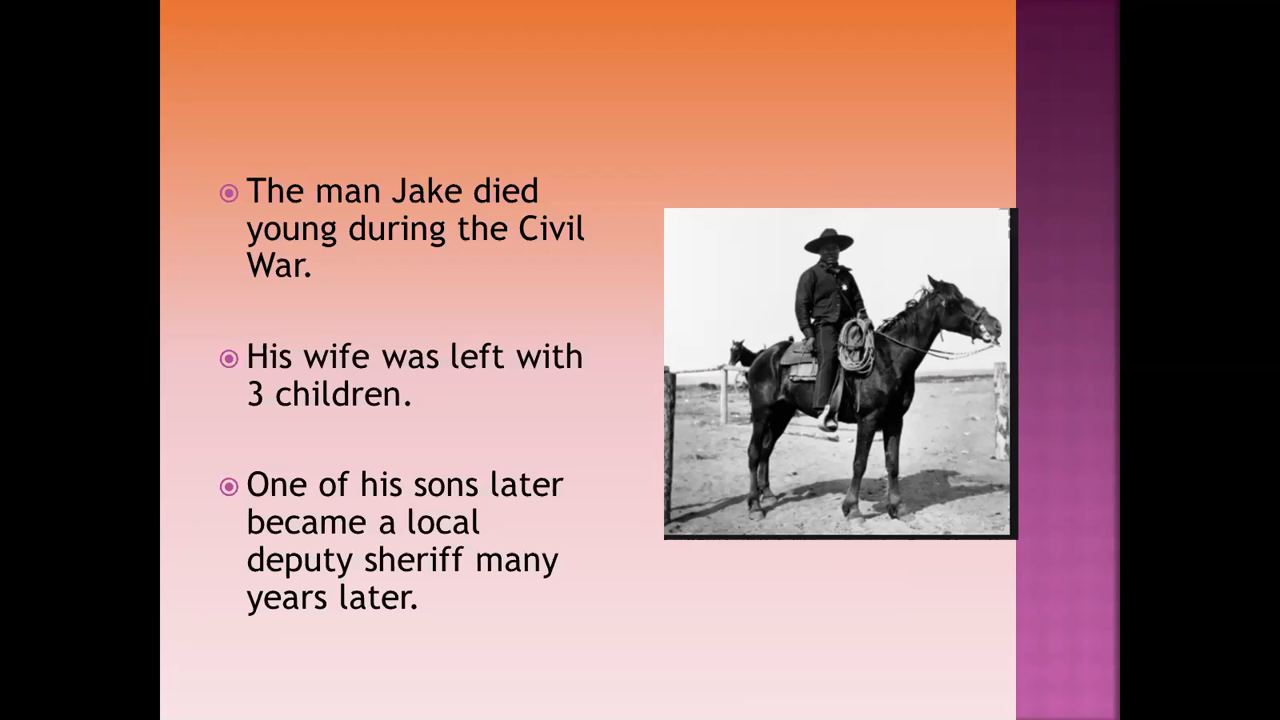 The man Jake died
young during the Civil
War.
His wife was left with
3 children.
One of his sons later
became a local
deputy sheriff many
years later.